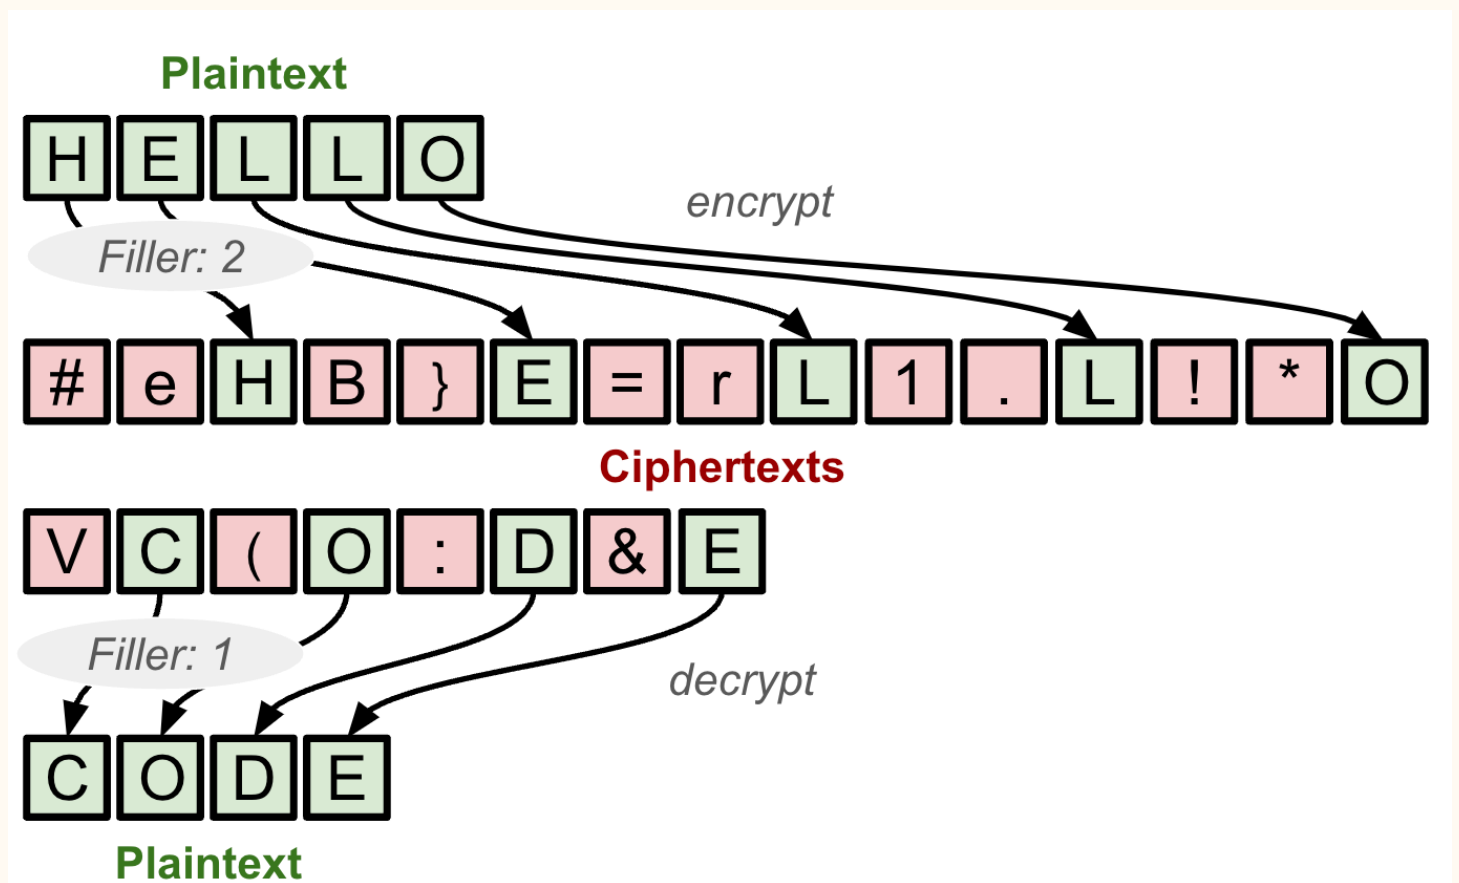 Plaintext
H E L L O
encrypt
Filler: 2
# e H B } E = r L 1 . L ! * O
Ciphertexts
V C ( O : D & E
Filler: 1
decrypt
C O D E
Plaintext